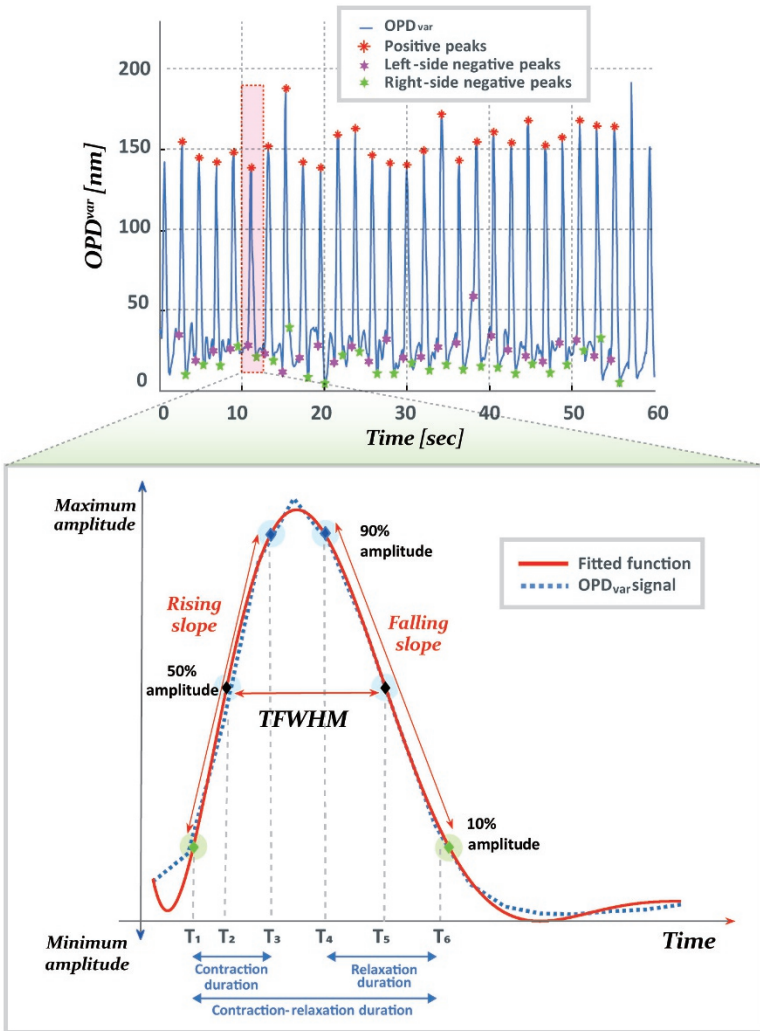 OPDvar
Positive peaks
Left-side negative peaks
Right-side negative peaks
200
150
100
50
0
OPDvar [nm]
0 10 20 30 40 50 60
Time [sec]
Maximum
amplitude
90%
amplitude
Fitted function
OPDvar signal
Rising
slope
Falling
slope
50%
amplitude
TFWHM
10%
amplitude
Minimum
amplitude
T1 T2 T3 T4 T5 T6
Time
Contraction
duration
Relaxation
duration
Contraction-relaxation duration